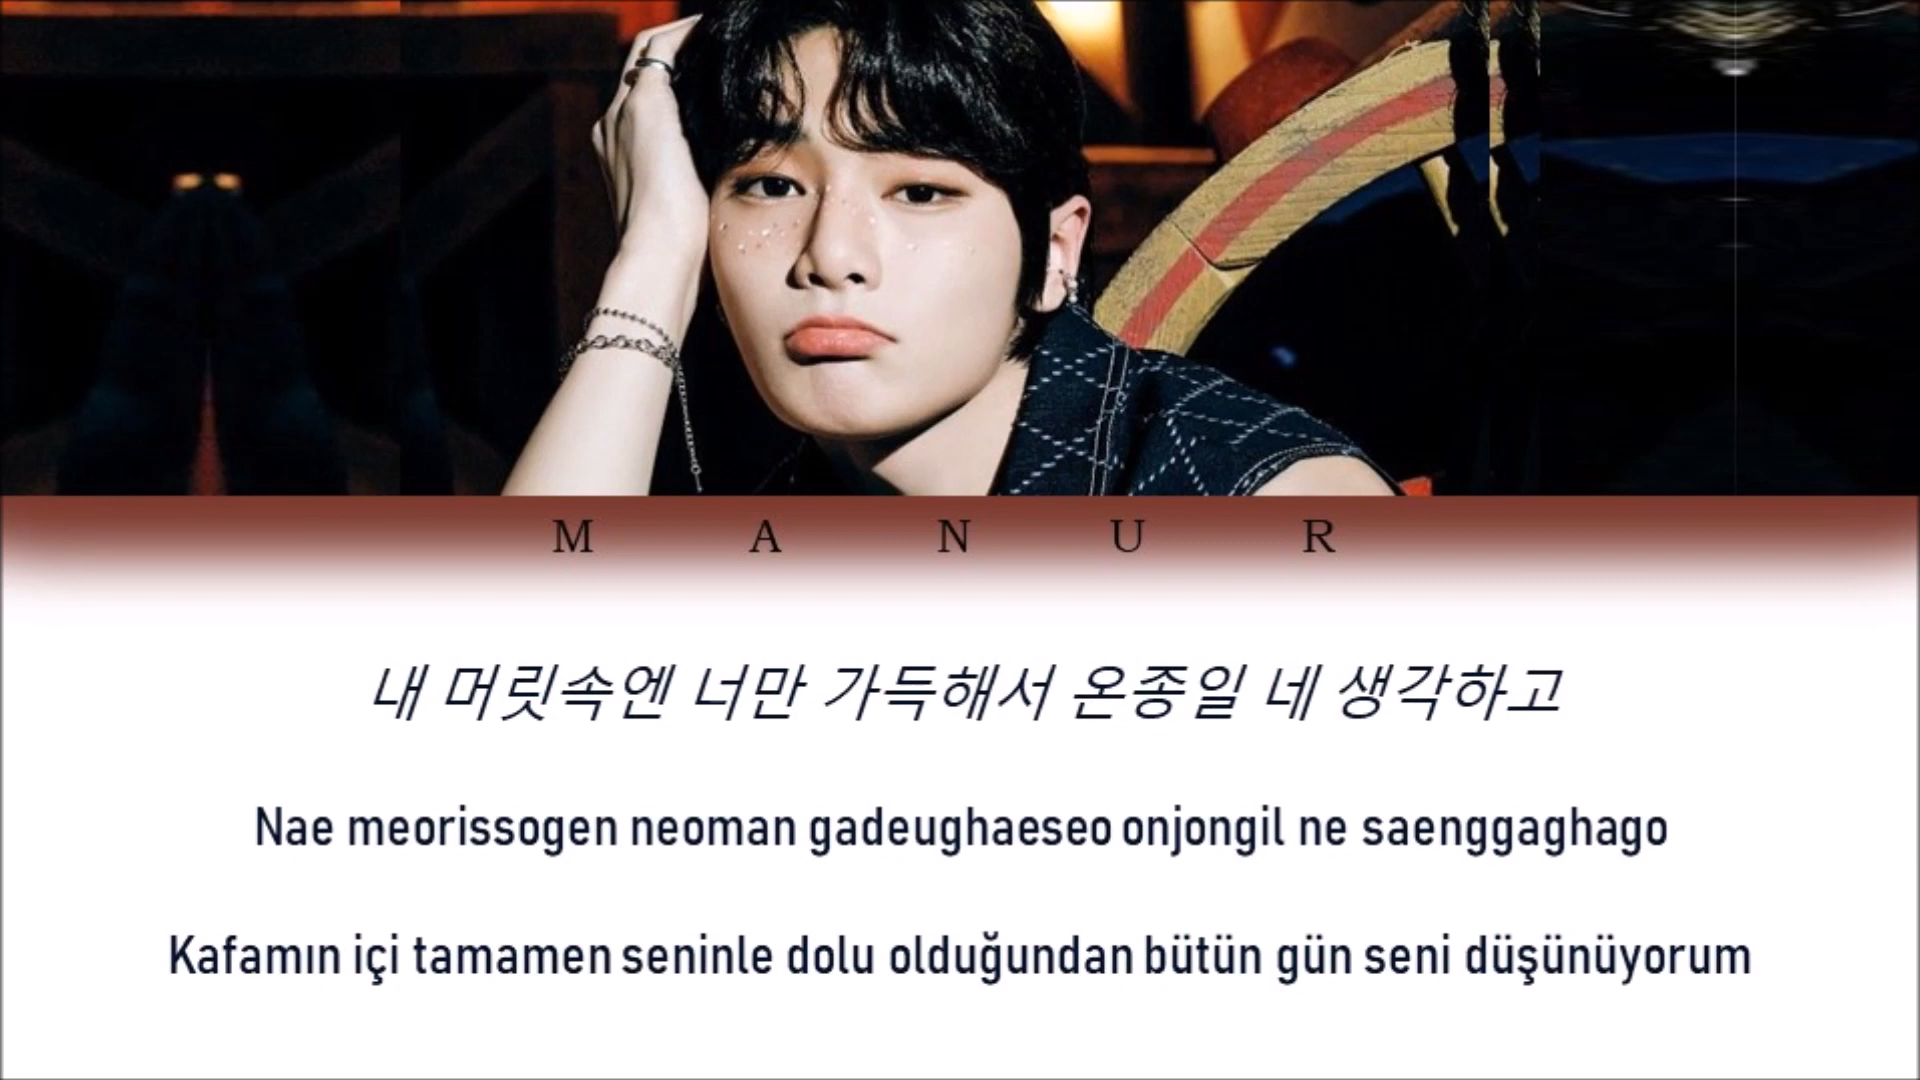 M A N U R
내 머릿속엔 너만 가득해서 온종일 네 생각하고
Nae meorissogen neoman gadeughaeseo onjongil ne saenggaghago
Kafamın içi tamamen seninle dolu olduğundan bütün gün seni düşünüyorum